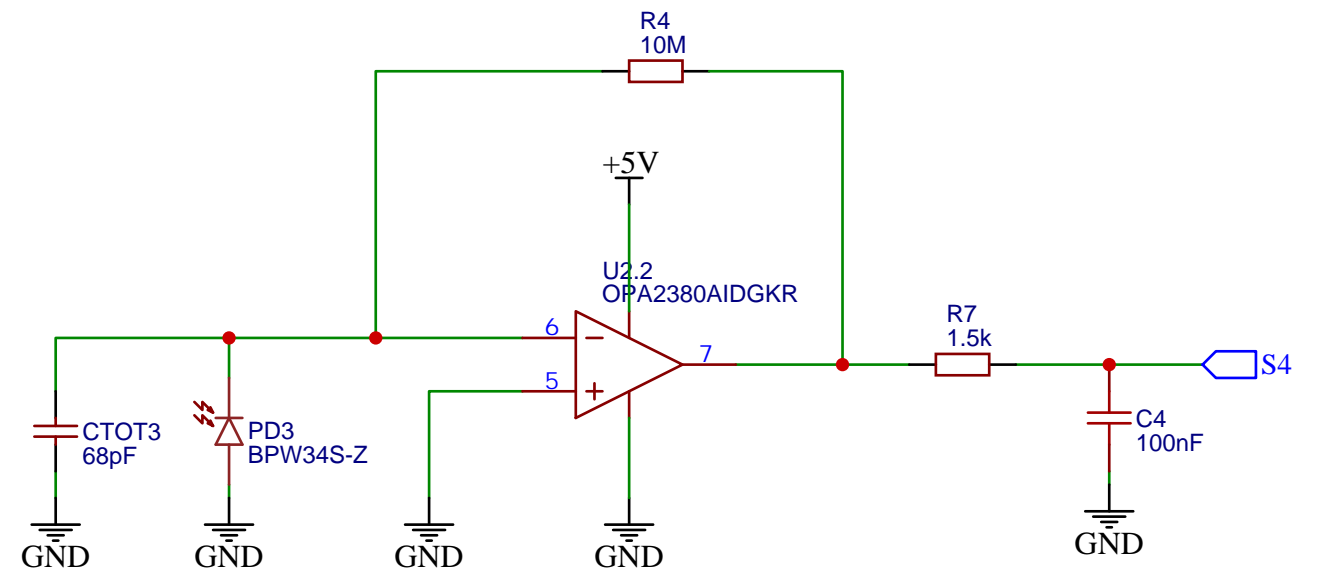 R4
10M
+5V
U2.2
OPA2380AIDGKR
6
7
5
R7
1.5k
S4
CTOT3
68pF
PD3
BPW34S-Z
C4
100nF
GND
GND
GND
GND
GND